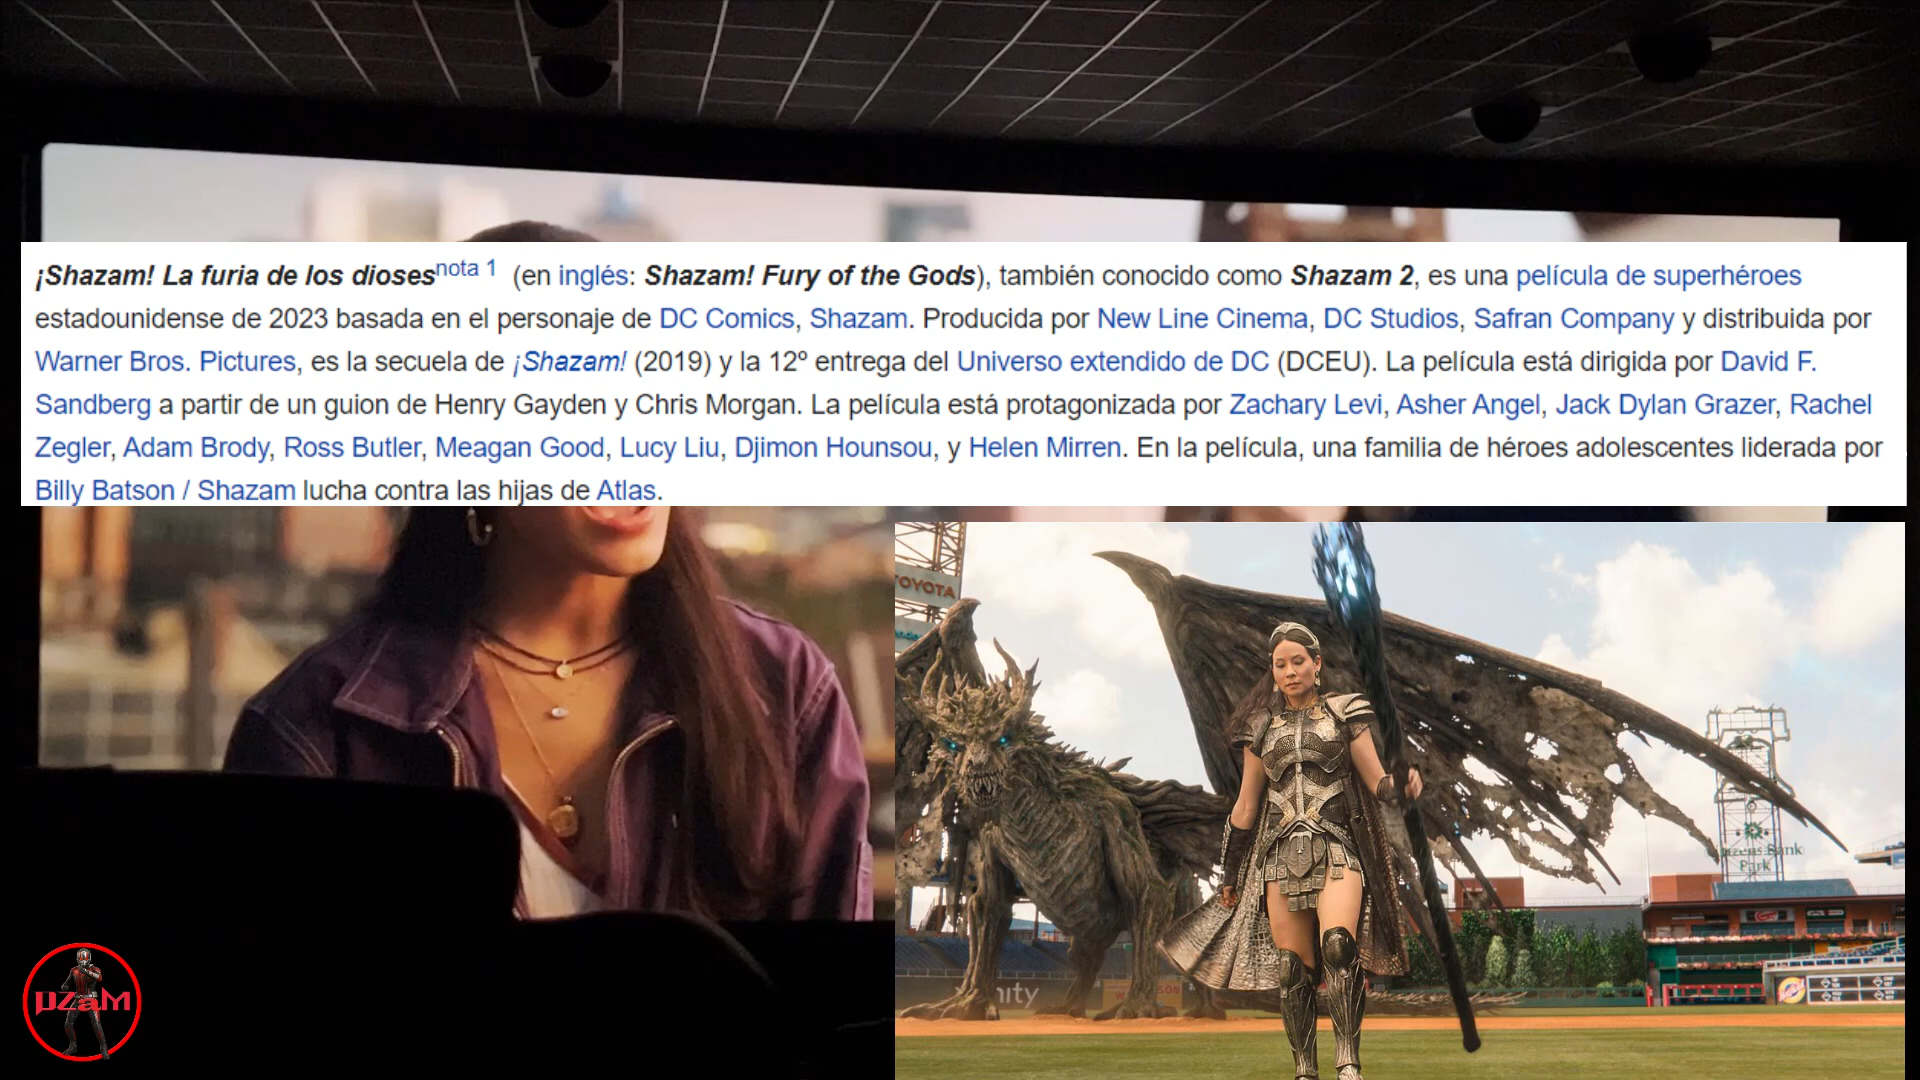 ¡Shazam! La furia de los dioses nota 1 (en inglés: Shazam! Fury of the Gods), también conocido como Shazam 2, es una película de superhéroes
estadounidense de 2023 basada en el personaje de DC Comics, Shazam. Producida por New Line Cinema, DC Studios, Safran Company y distribuida por
Warner Bros. Pictures, es la secuela de ¡Shazam! (2019) y la 12º entrega del Universo extendido de DC (DCEU). La película está dirigida por David F.
Sandberg a partir de un guion de Henry Gayden y Chris Morgan. La película está protagonizada por Zachary Levi, Asher Angel, Jack Dylan Grazer, Rachel
Zegler, Adam Brody, Ross Butler, Meagan Good, Lucy Liu, Djimon Hounsou, y Helen Mirren. En la película, una familia de héroes adolescentes liderada por
Billy Batson / Shazam lucha contra las hijas de Atlas.
TOYOTA
Citizens Bank
Park
PZaM